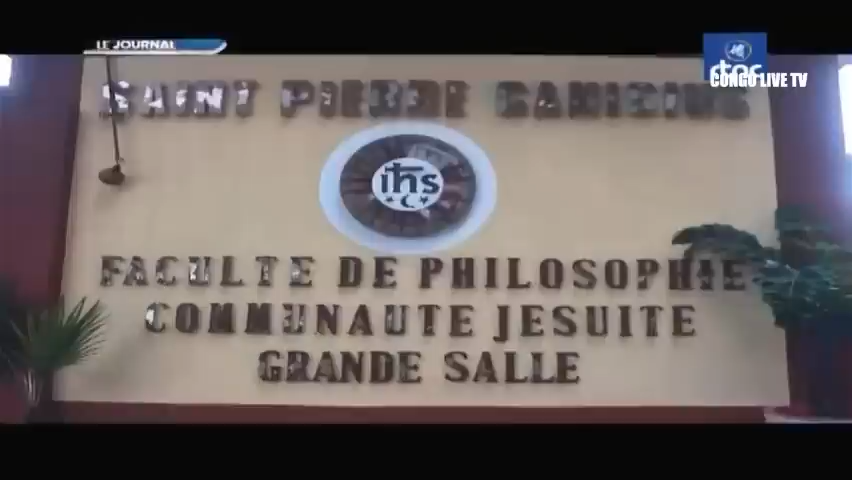 LE JOURNAL
CONGO LIVE TV
SAINT PIERRE CANISIUS
ihs
FACULTE DE PHILOSOPHIE
COMMUNAUTE JESUITE
GRANDE SALLE